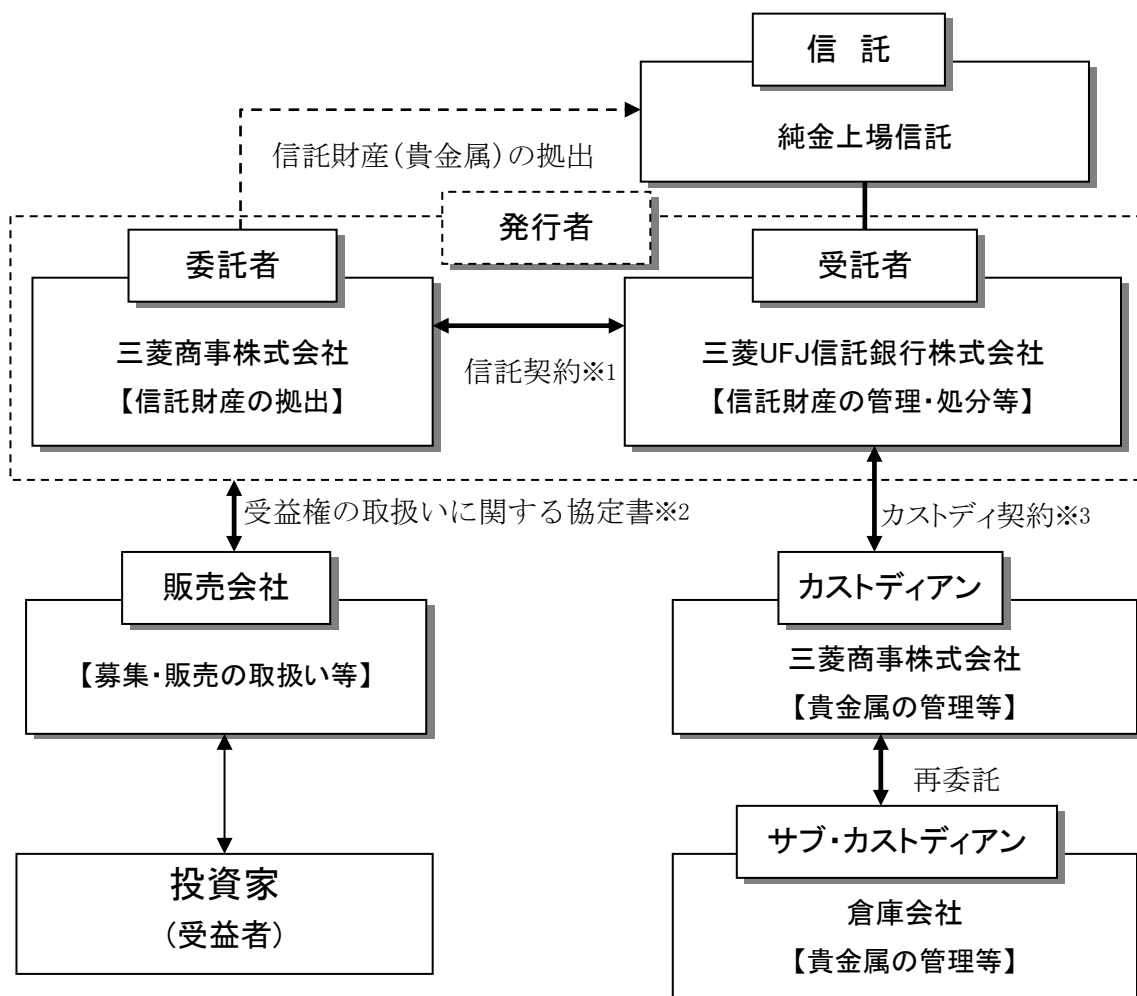 信 託
純金上場信託
信託財産(貴金属)の拠出
発行者
委託者
三菱商事株式会社
【信託財産の拠出】
信託契約※1
受託者
三菱UFJ信託銀行株式会社
【信託財産の管理・処分等】
受益権の取扱いに関する協定書※2
カストディ契約※3
販売会社
【募集・販売の取扱い等】
カストディアン
三菱商事株式会社
【貴金属の管理等】
再委託
投資家
(受益者)
サブ・カストディアン
倉庫会社
【貴金属の管理等】